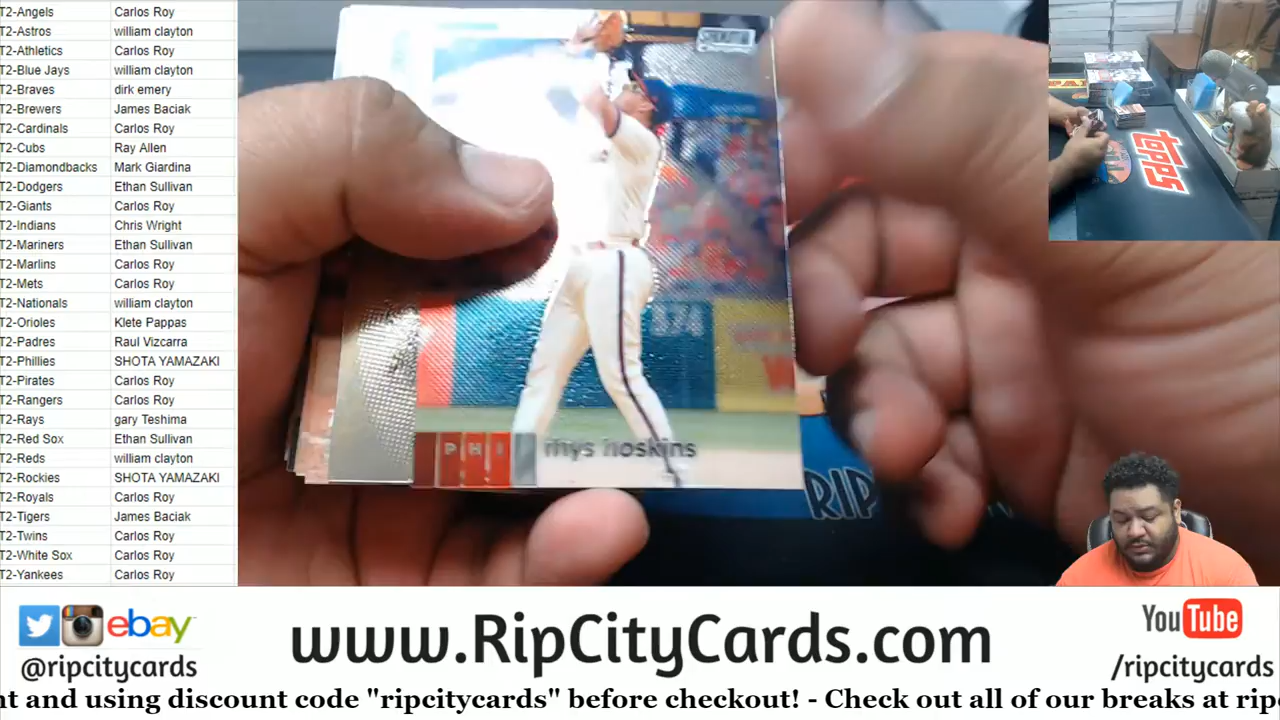 T2-Angels Carlos Roy
T2-Astros william clayton
T2-Athletics Carlos Roy
T2-Blue Jays william clayton
T2-Braves dirk emery
T2-Brewers James Baciak
T2-Cardinals Carlos Roy
T2-Cubs Ray Allen
T2-Diamondbacks Mark Giardina
T2-Dodgers Ethan Sullivan
T2-Giants Carlos Roy
T2-Indians Chris Wright
T2-Mariners Ethan Sullivan
T2-Marlins Carlos Roy
T2-Mets Carlos Roy
T2-Nationals william clayton
T2-Orioles Klete Pappas
T2-Padres Raul Vizcarra
T2-Phillies SHOTA YAMAZAKI
T2-Pirates Carlos Roy
T2-Rangers Carlos Roy
T2-Rays gary Teshima
T2-Red Sox Ethan Sullivan
T2-Reds william clayton
T2-Rockies SHOTA YAMAZAKI
T2-Royals Carlos Roy
T2-Tigers James Baciak
T2-Twins Carlos Roy
T2-White Sox Carlos Roy
T2-Yankees Carlos Roy
374
PHI rhys hoskins
RIP
topps
ebay
@ripcitycards
www.RipCityCards.com
YouTube
/ripcitycards
nt and using discount code "ripcitycards" before checkout! - Check out all of our breaks at rip